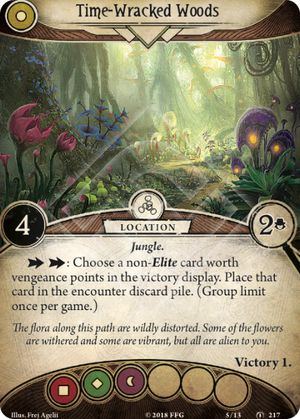 Time-Wracked Woods
4
LOCATION
2
Jungle.
: Choose a non-Elite card worth
vengeance points in the victory display. Place that
card in the encounter discard pile. (Group limit
once per game.)
The flora along this path are wildly distorted. Some of the flowers
are withered and some are vibrant, but all are alien to you.
Victory 1.
Illus. Frej Agelii
© 2018 FFG
5/13
217